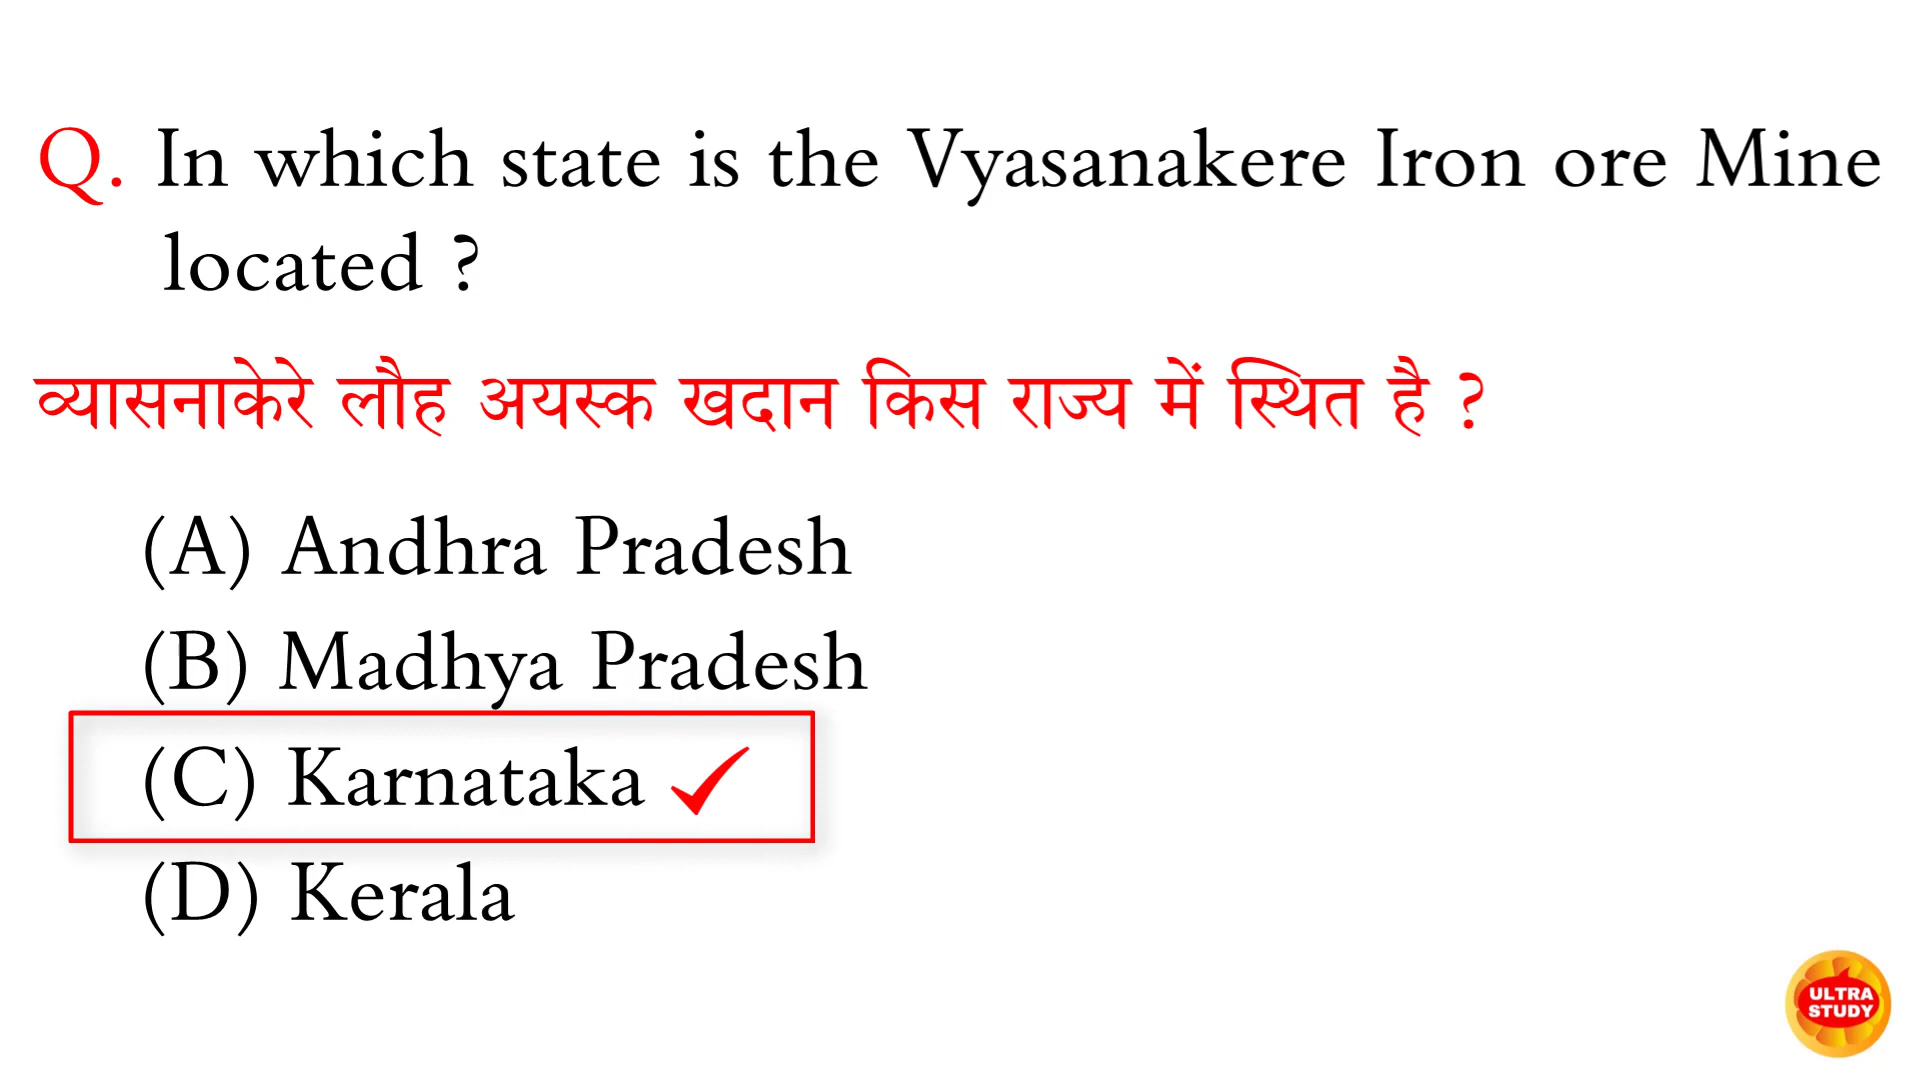 Q. In which state is the Vyasanakere Iron ore Mine
located ?
व्यासनाकेरे लौह अयस्क खदान किस राज्य में स्थित है ?
(A) Andhra Pradesh
(B) Madhya Pradesh
(C) Karnataka
(D) Kerala
ULTRA
STUDY